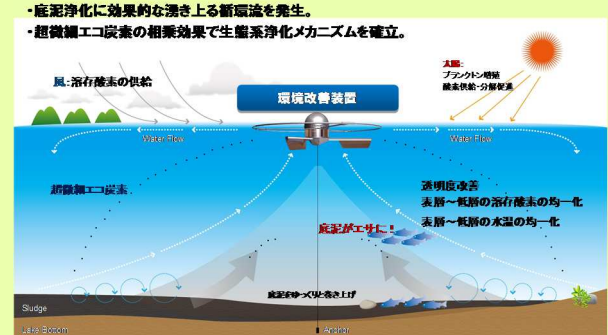 ・底泥浄化に効果的な湧き上る循環流を発生。
・超微細エコ炭素の相乗効果で生態系浄化メカニズムを確立。
風:溶存酸素の供給
太陽:
プランクトン増殖
酸素供給・分解促進
環境改善装置
Water Flow
Water Flow
超微細エコ炭素
透明度改善
表層～低層の溶存酸素の均一化
表層～低層の水温の均一化
底泥がエサに!
底泥をゆっくりと巻き上げ
Sludge
Lake Bottom
Anchor